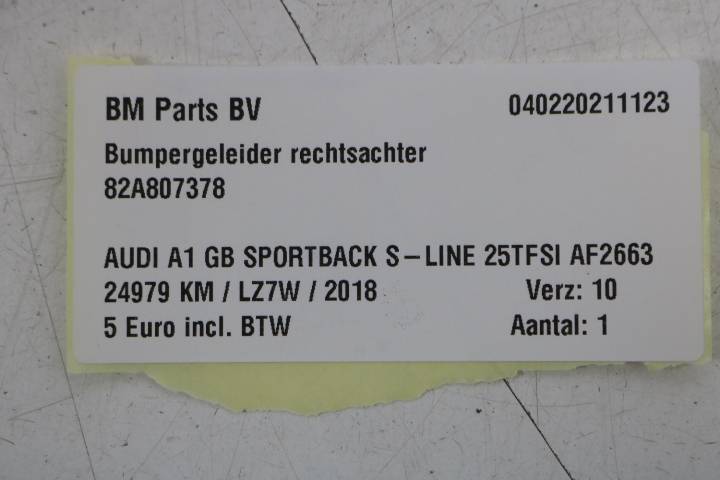 BM Parts BV 040220211123
Bumpergeleider rechtsachter
82A807378
AUDI A1 GB SPORTBACK S-LINE 25TFSI AF2663
24979 KM / LZ7W / 2018 Verz: 10
5 Euro incl. BTW Aantal: 1